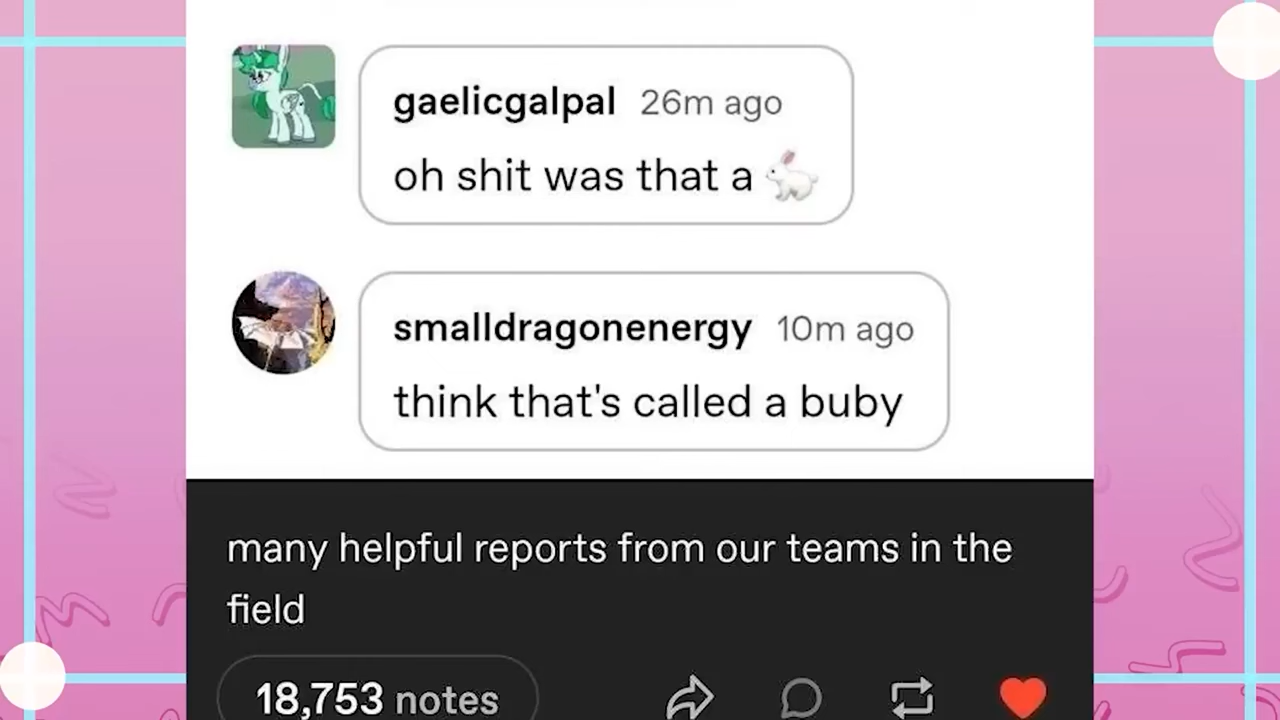 gaelicgalpal 26m ago
oh shit was that a 🐇
smalldragonenergy 10m ago
think that's called a buby
many helpful reports from our teams in the
field
18,753 notes